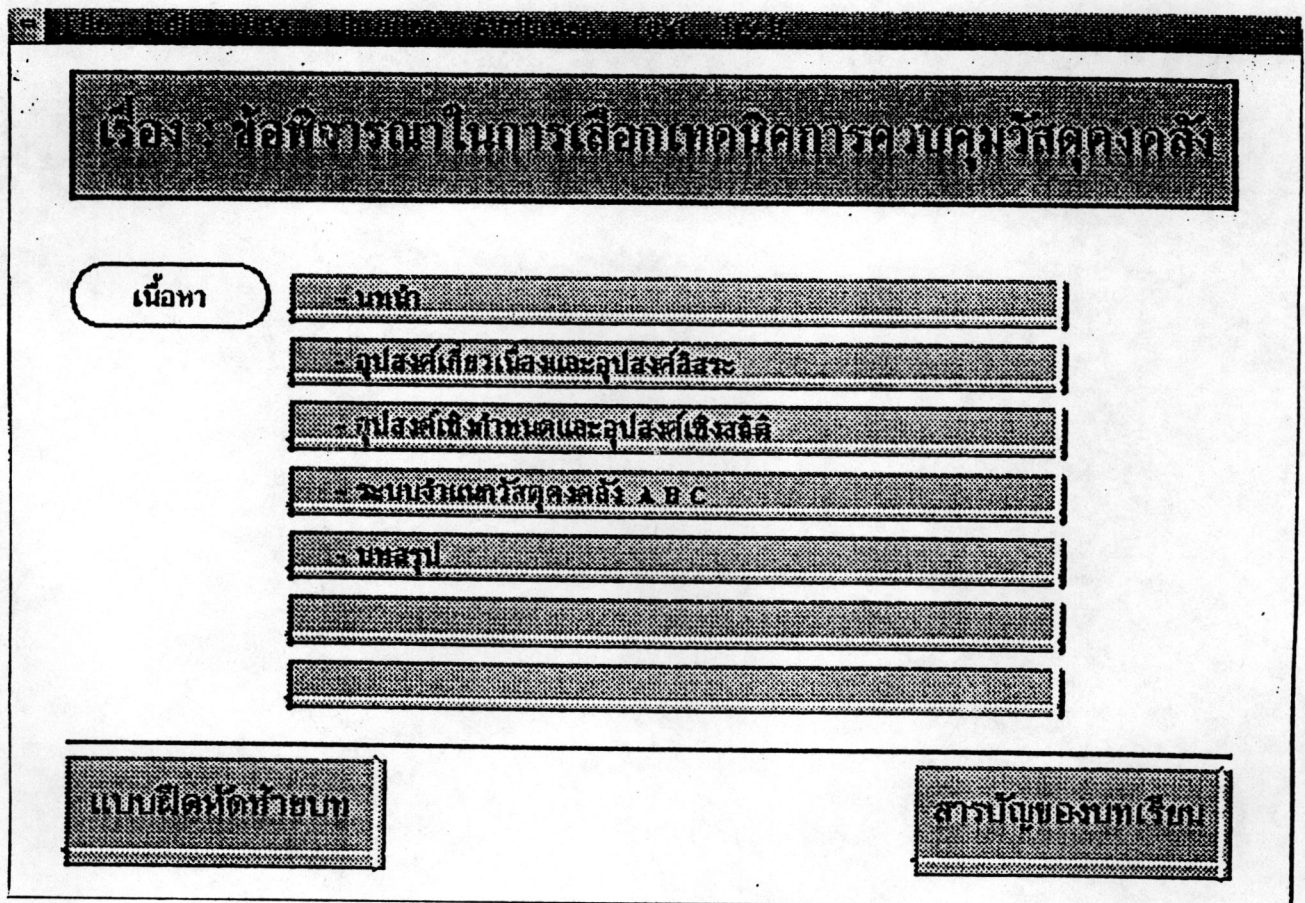 เรื่อง : ข้อพิจารณาในการเลือกเทคนิคการควบคุมวัสดุคงคลัง
เนื้อหา
- บทนำ
- อุปสงค์เกี่ยวเนื่องและอุปสงค์อิสระ
- อุปสงค์เชิงกำหนดและอุปสงค์เชิงสถิติ
- ระบบจำแนกวัสดุคงคลัง A B C
- บทสรุป
แบบฝึกหัดท้ายบท
สารบัญของบทเรียน